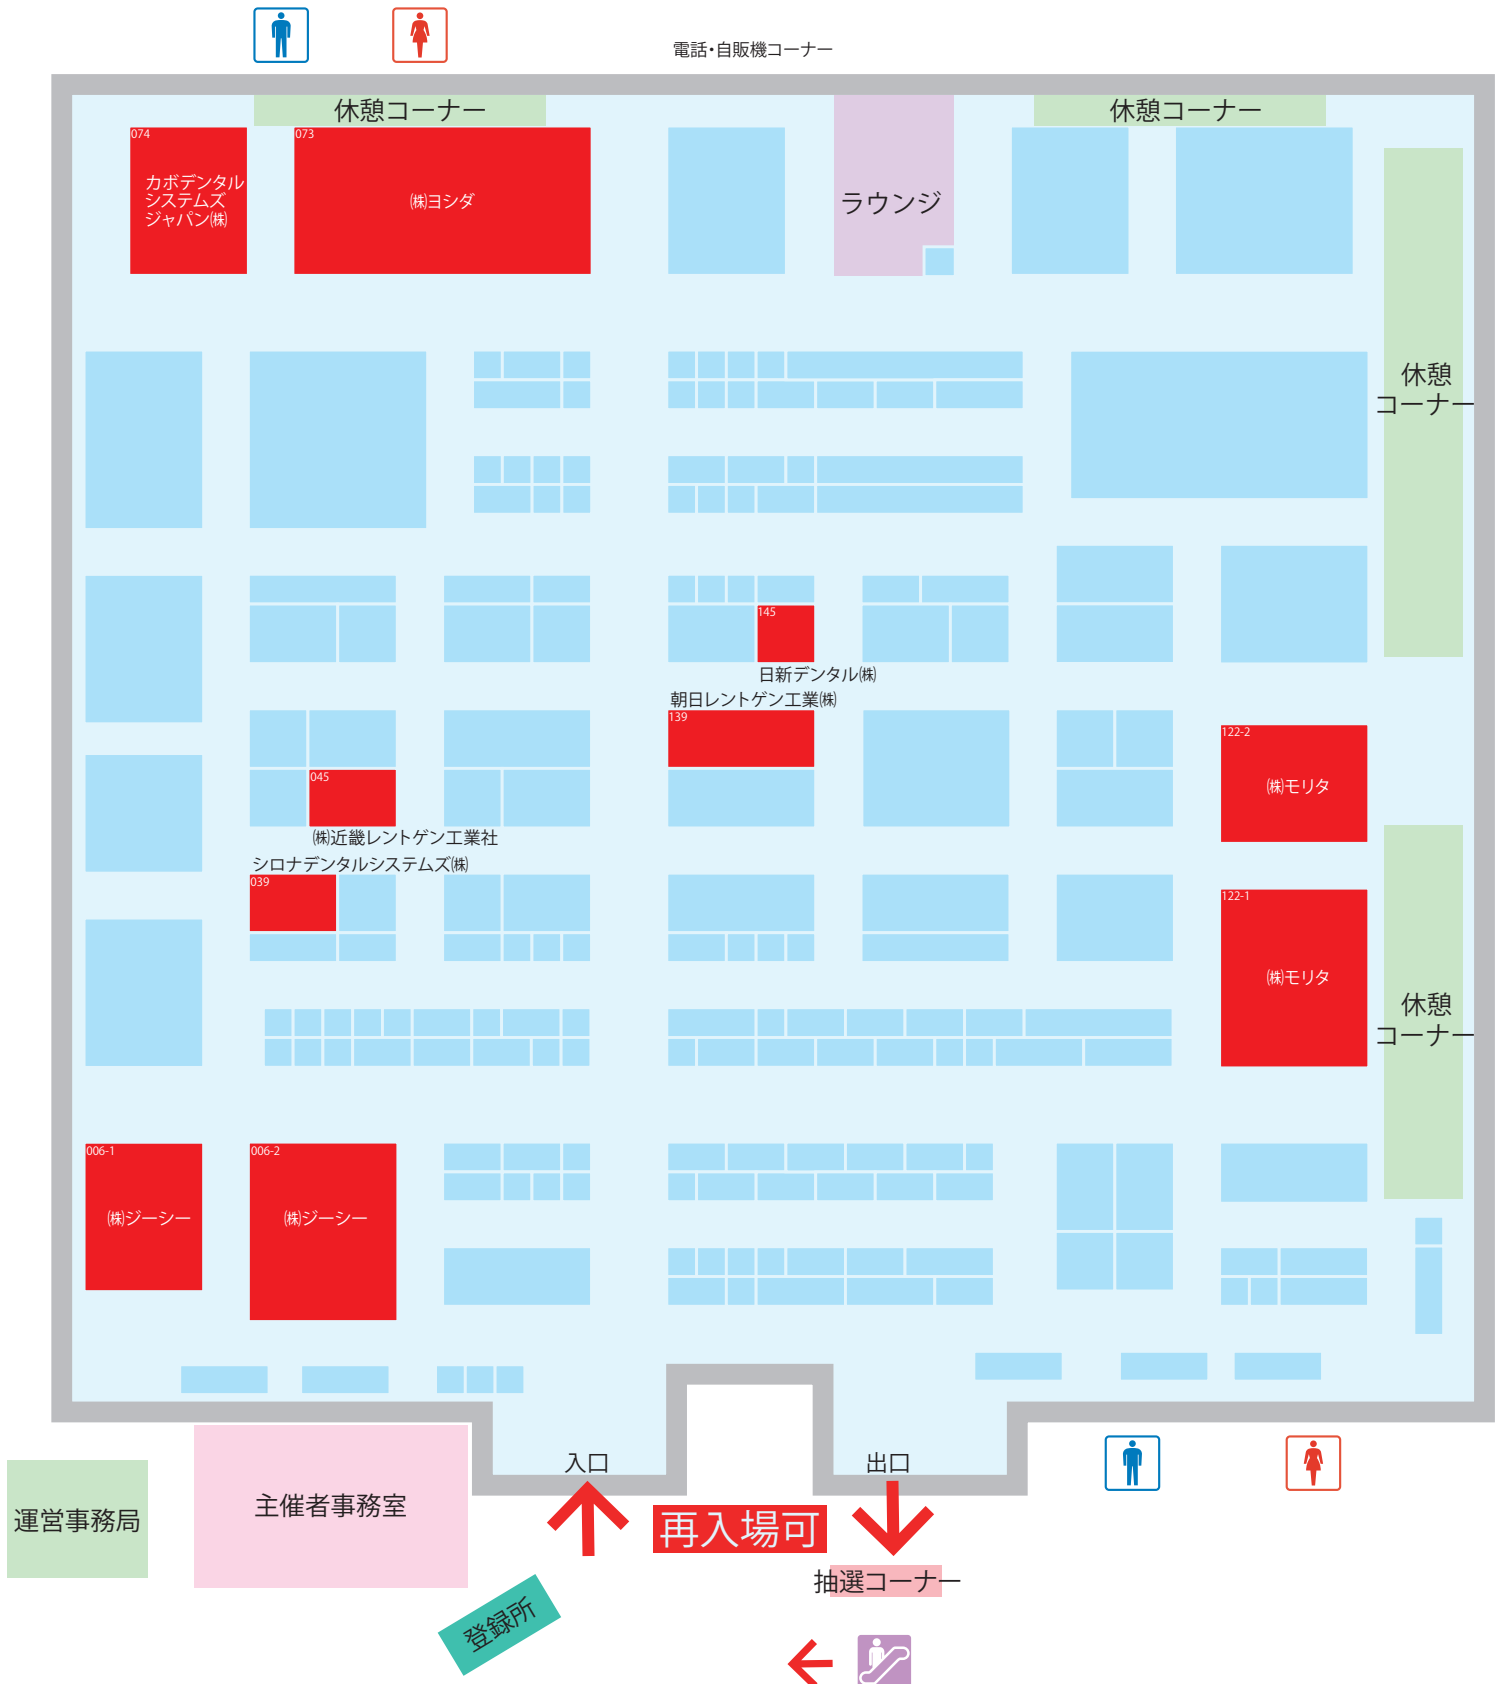 電話・自販機コーナー
休憩コーナー
休憩コーナー
074
カボデンタル
システムズ
ジャパン㈱
073
㈱ヨシダ
ラウンジ
休憩
コーナー
145
日新デンタル㈱
朝日レントゲン工業㈱
139
122-2
㈱モリタ
045
㈱近畿レントゲン工業社
シロナデンタルシステムズ㈱
039
122-1
㈱モリタ
休憩
コーナー
006-1
㈱ジーシー
006-2
㈱ジーシー
入口
出口
運営事務局
主催者事務室
再入場可
抽選コーナー
登録所